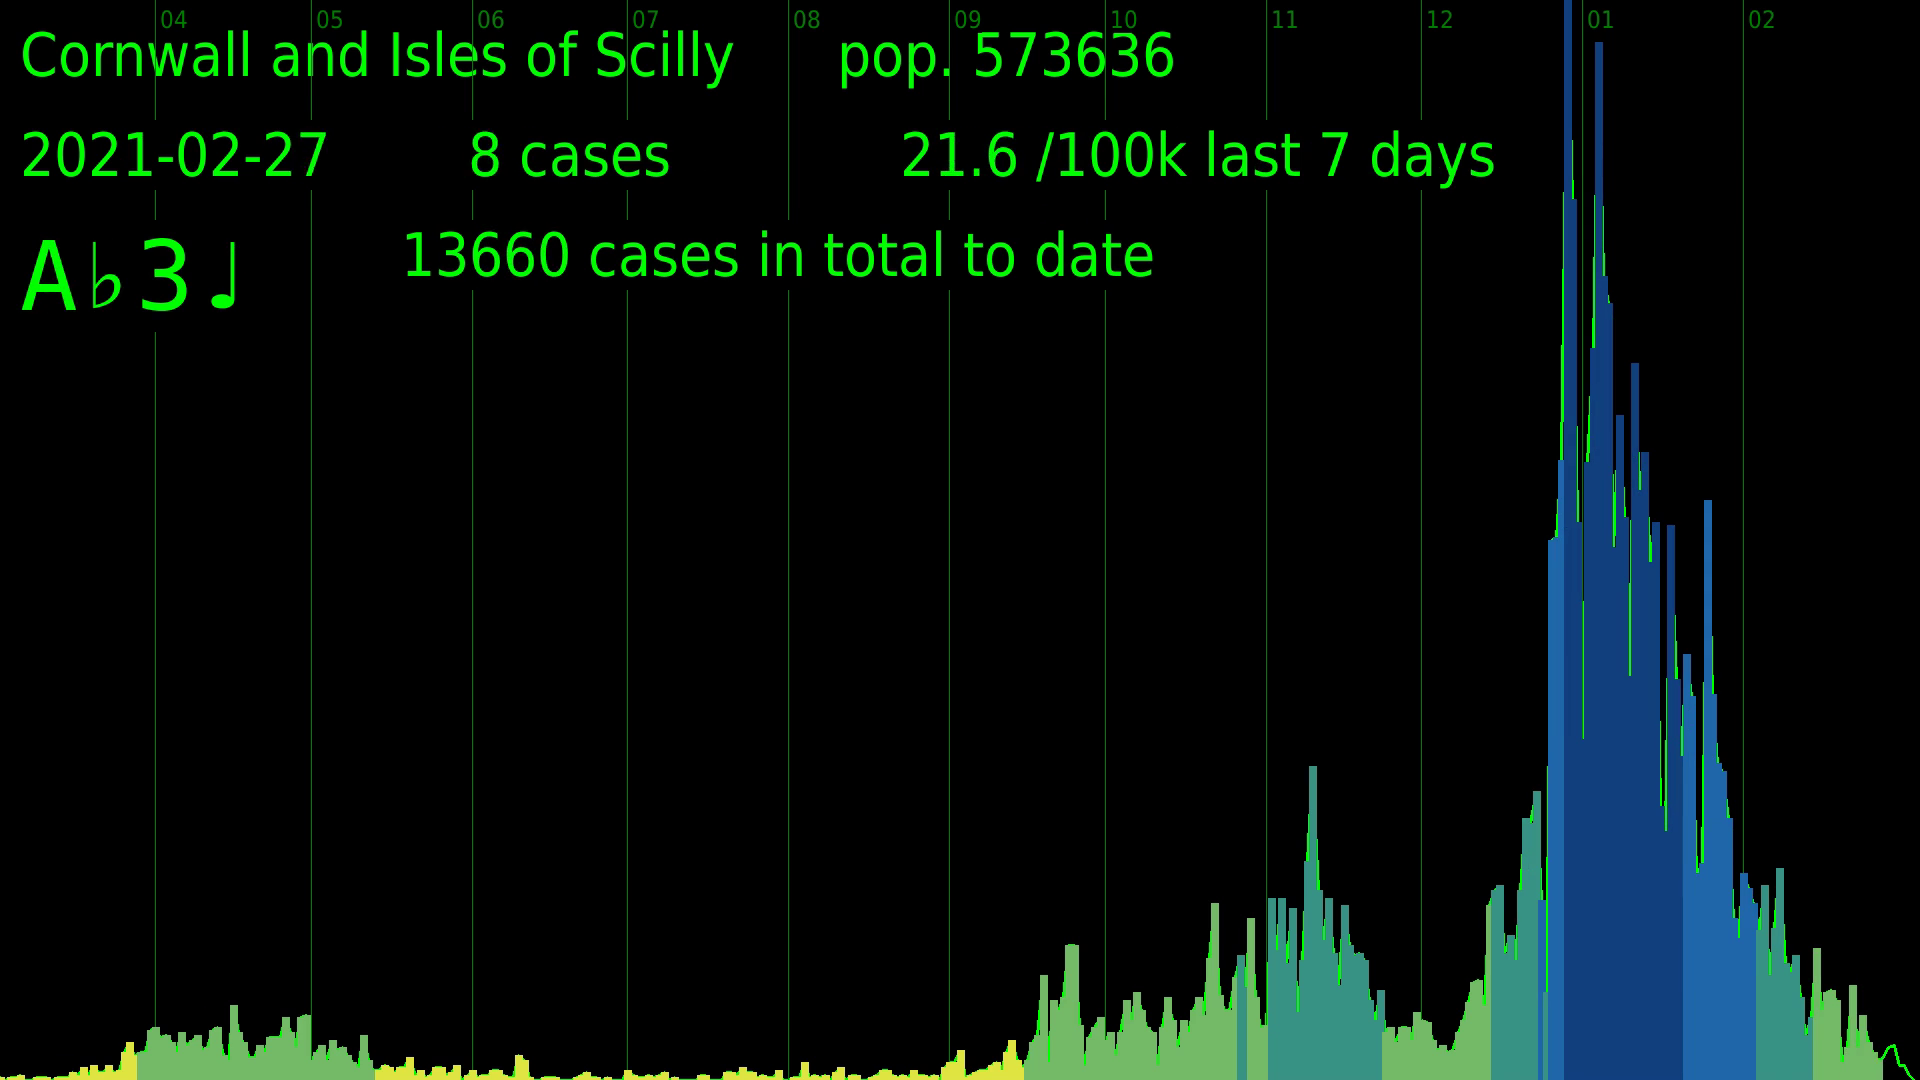 04 05 06 07 08 09 10 11 12 01 02
Cornwall and Isles of Scilly pop. 573636
2021-02-27 8 cases 21.6 /100k last 7 days
A♭3♩ 13660 cases in total to date